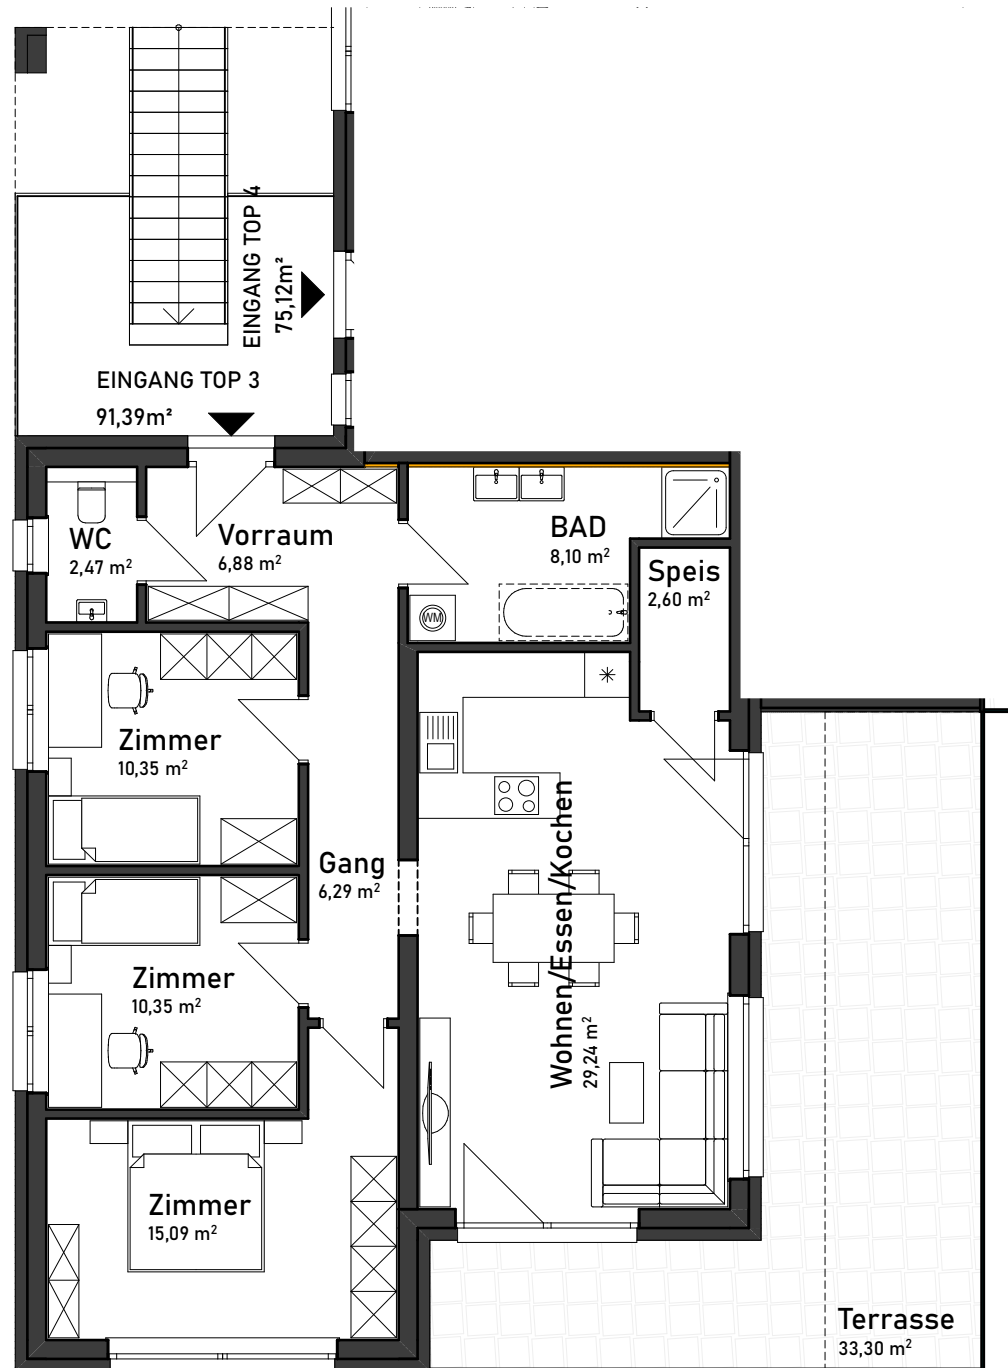 EINGANG TOP 4
75,12m²
EINGANG TOP 3
91,39m²
WC
2,47 m²
Vorraum
6,88 m²
BAD
8,10 m²
Speis
2,60 m²
WM
Zimmer
10,35 m²
Gang
6,29 m²
Wohnen/Essen/Kochen
29,24 m²
Zimmer
10,35 m²
Zimmer
15,09 m²
Terrasse
33,30 m²